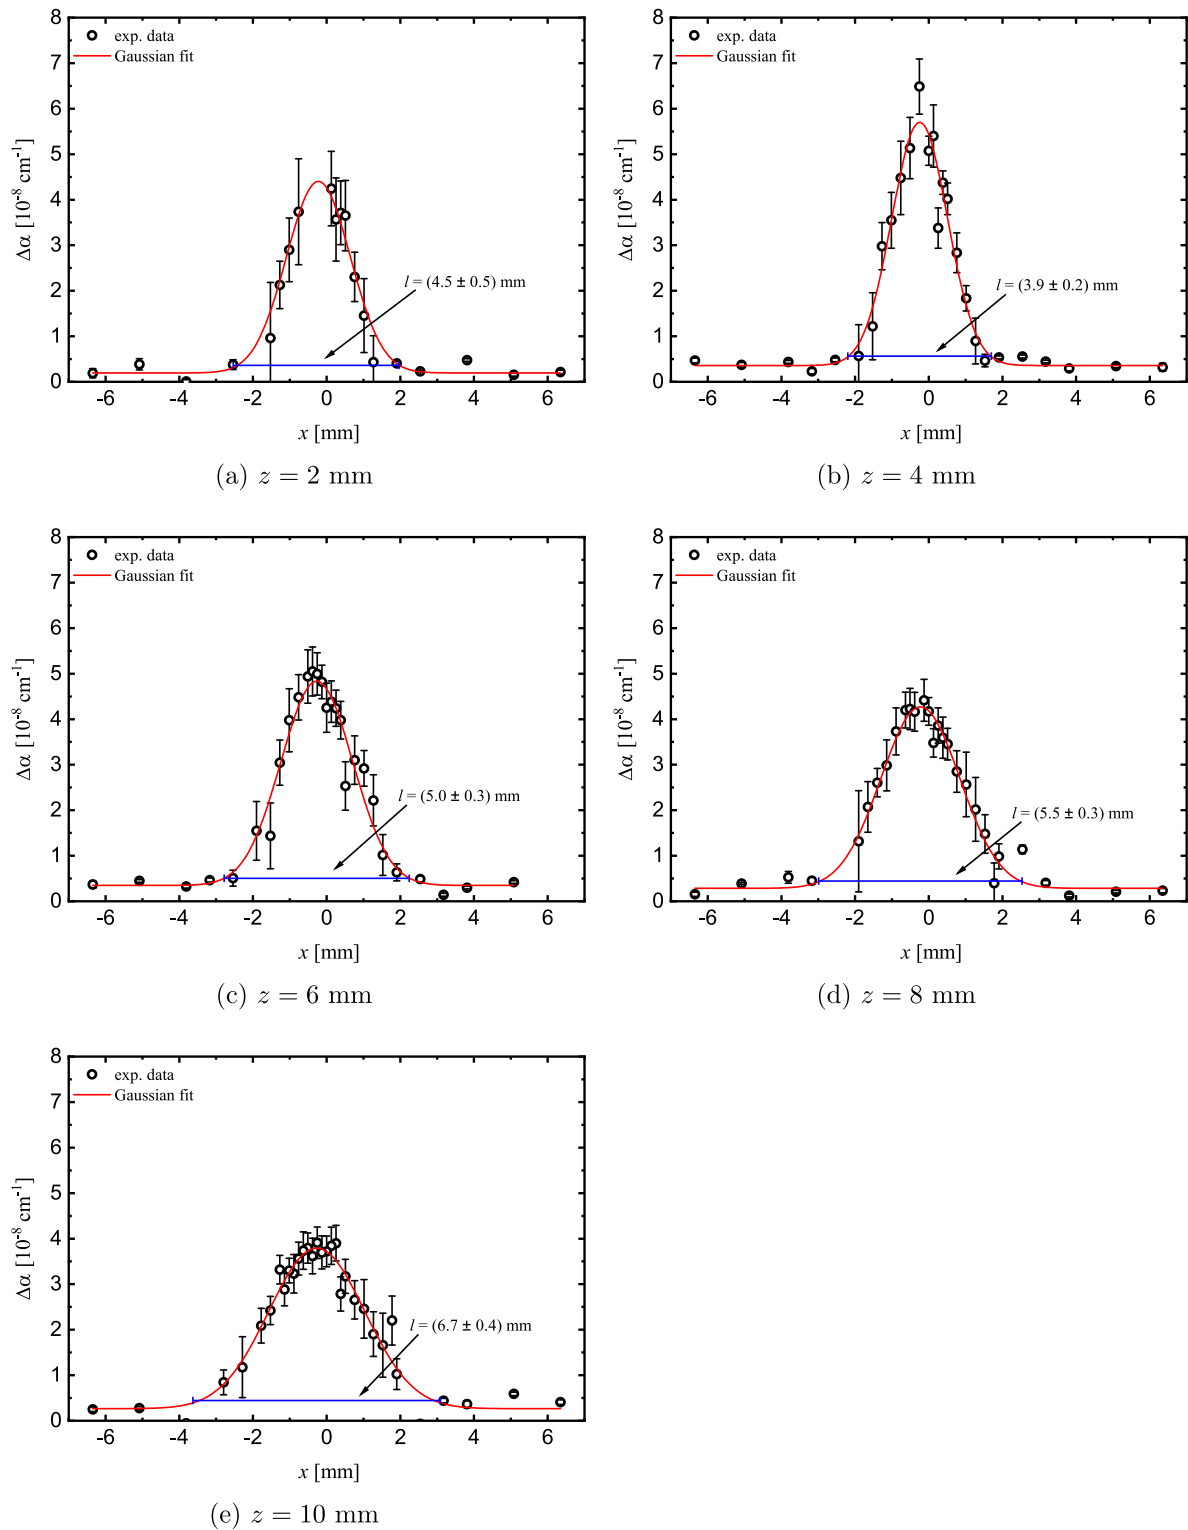 8
7
6
5
4
3
2
1
0
Δα [10⁻⁸ cm⁻¹]
exp. data
Gaussian fit
l = (4.5 ± 0.5) mm
-6 -4 -2 0 2 4 6
x [mm]
(a) z = 2 mm
8
7
6
5
4
3
2
1
0
Δα [10⁻⁸ cm⁻¹]
exp. data
Gaussian fit
l = (3.9 ± 0.2) mm
-6 -4 -2 0 2 4 6
x [mm]
(b) z = 4 mm
8
7
6
5
4
3
2
1
0
Δα [10⁻⁸ cm⁻¹]
exp. data
Gaussian fit
l = (5.0 ± 0.3) mm
-6 -4 -2 0 2 4 6
x [mm]
(c) z = 6 mm
8
7
6
5
4
3
2
1
0
Δα [10⁻⁸ cm⁻¹]
exp. data
Gaussian fit
l = (5.5 ± 0.3) mm
-6 -4 -2 0 2 4 6
x [mm]
(d) z = 8 mm
8
7
6
5
4
3
2
1
0
Δα [10⁻⁸ cm⁻¹]
exp. data
Gaussian fit
l = (6.7 ± 0.4) mm
-6 -4 -2 0 2 4 6
x [mm]
(e) z = 10 mm